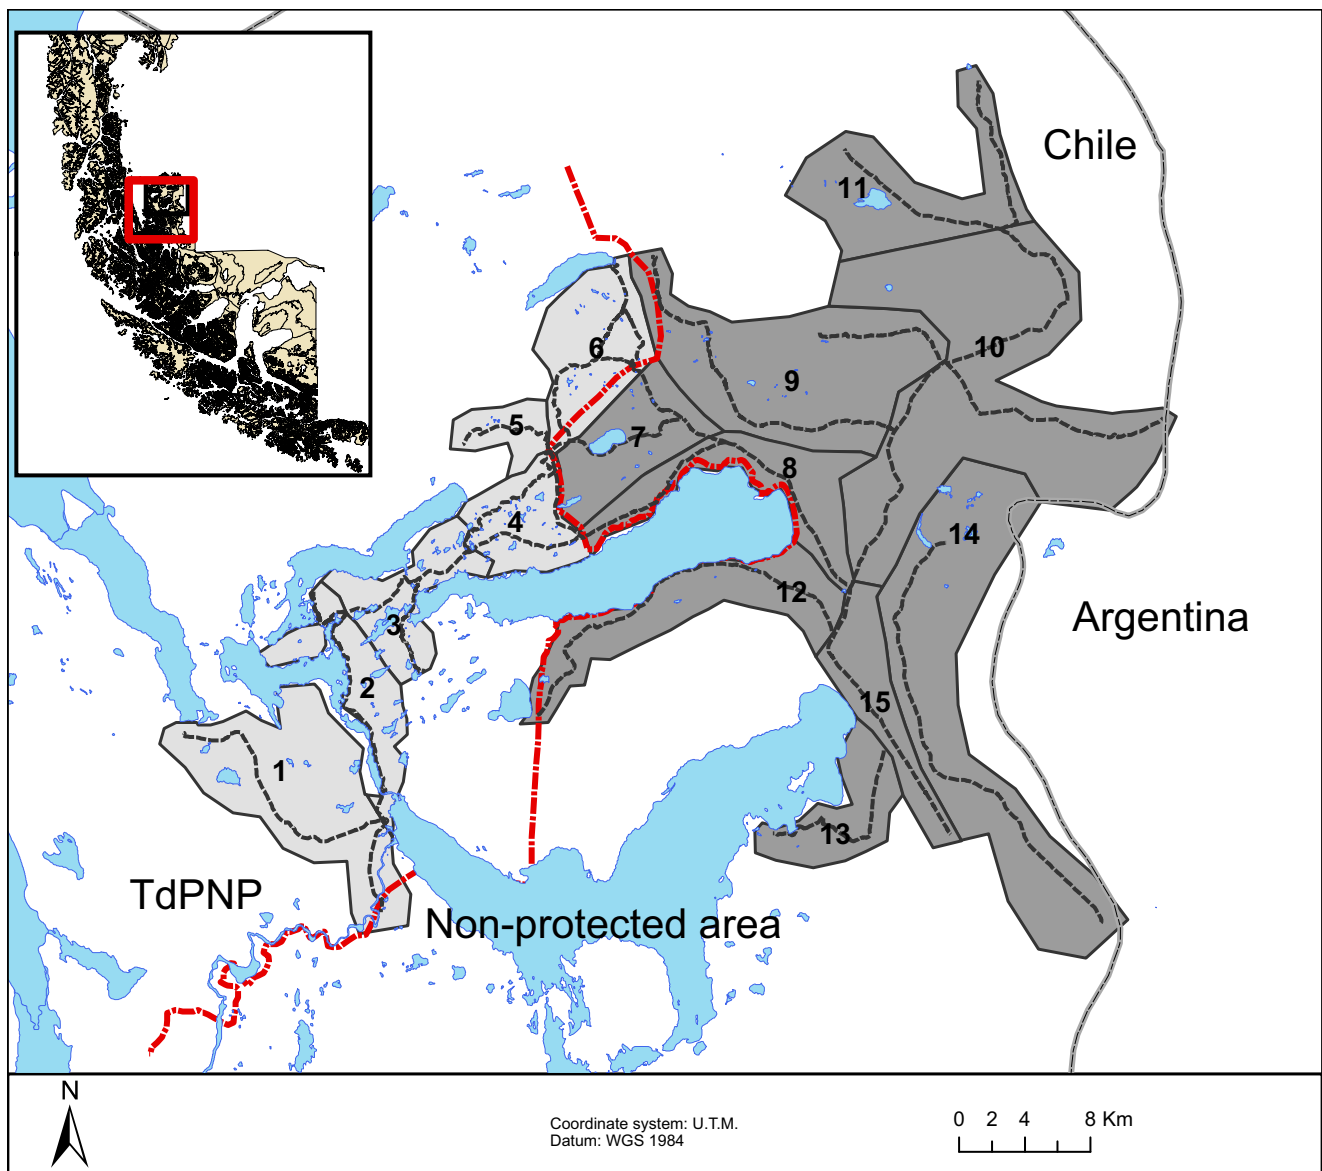 Chile
11
10
6
9
5
7
8
4
14
12
Argentina
3
2
15
1
13
TdPNP
Non-protected area
N
Coordinate system: U.T.M.
Datum: WGS 1984
0 2 4 8 Km